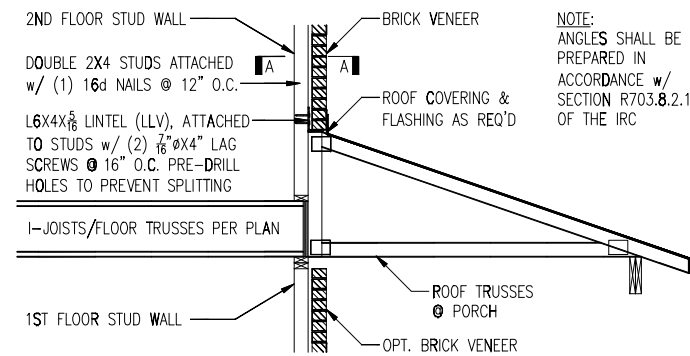 2ND FLOOR STUD WALL
DOUBLE 2X4 STUDS ATTACHED
w/ (1) 16d NAILS @ 12" O.C.
L6X4X5/16 LINTEL (LLV), ATTACHED
TO STUDS w/ (2) 7/16"øX4" LAG
SCREWS @ 16" O.C. PRE-DRILL
HOLES TO PREVENT SPLITTING
I-JOISTS/FLOOR TRUSSES PER PLAN
1ST FLOOR STUD WALL
A
A
BRICK VENEER
ROOF COVERING &
FLASHING AS REQ'D
ROOF TRUSSES
@ PORCH
OPT. BRICK VENEER
NOTE:
ANGLES SHALL BE
PREPARED IN
ACCORDANCE w/
SECTION R703.8.2.1
OF THE IRC